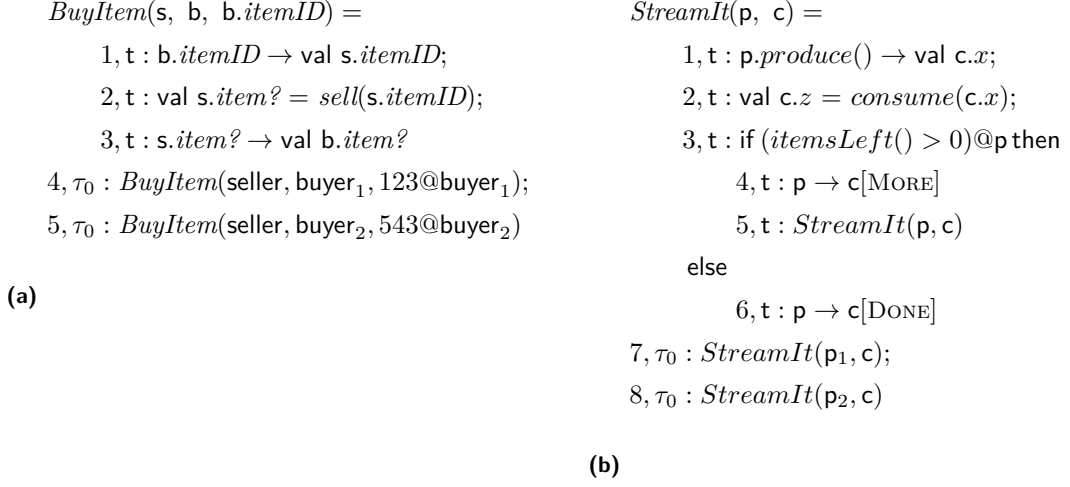 BuyItem(s, b, b.itemID) =
1, t : b.itemID → val s.itemID;
2, t : val s.item? = sell(s.itemID);
3, t : s.item? → val b.item?
4, τ₀ : BuyItem(seller, buyer₁, 123@buyer₁);
5, τ₀ : BuyItem(seller, buyer₂, 543@buyer₂)
(a)
StreamIt(p, c) =
1, t : p.produce() → val c.x;
2, t : val c.z = consume(c.x);
3, t : if (itemsLeft() > 0)@p then
4, t : p → c[More]
5, t : StreamIt(p, c)
else
6, t : p → c[Done]
7, τ₀ : StreamIt(p₁, c);
8, τ₀ : StreamIt(p₂, c)
(b)